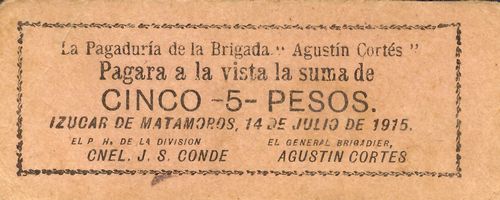 La Pagaduría de la Brigada " Agustín Cortés "
Pagara a la vista la suma de
CINCO -5- PESOS.
IZUCAR DE MATAMOROS, 14 DE JULIO DE 1915.
EL P. H. DE LA DIVISION
EL GENERAL BRIGADIER,
CNEL. J. S. CONDE
AGUSTIN CORTES